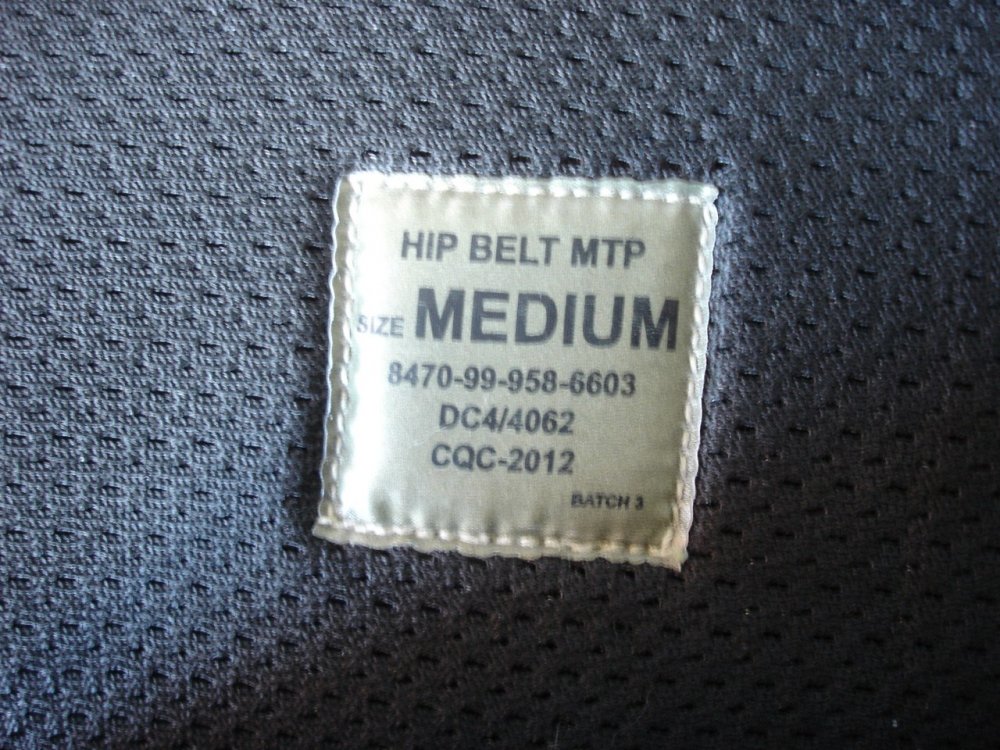 HIP BELT MTP
SIZE MEDIUM
8470-99-958-6603
DC4/4062
CQC-2012
BATCH 3